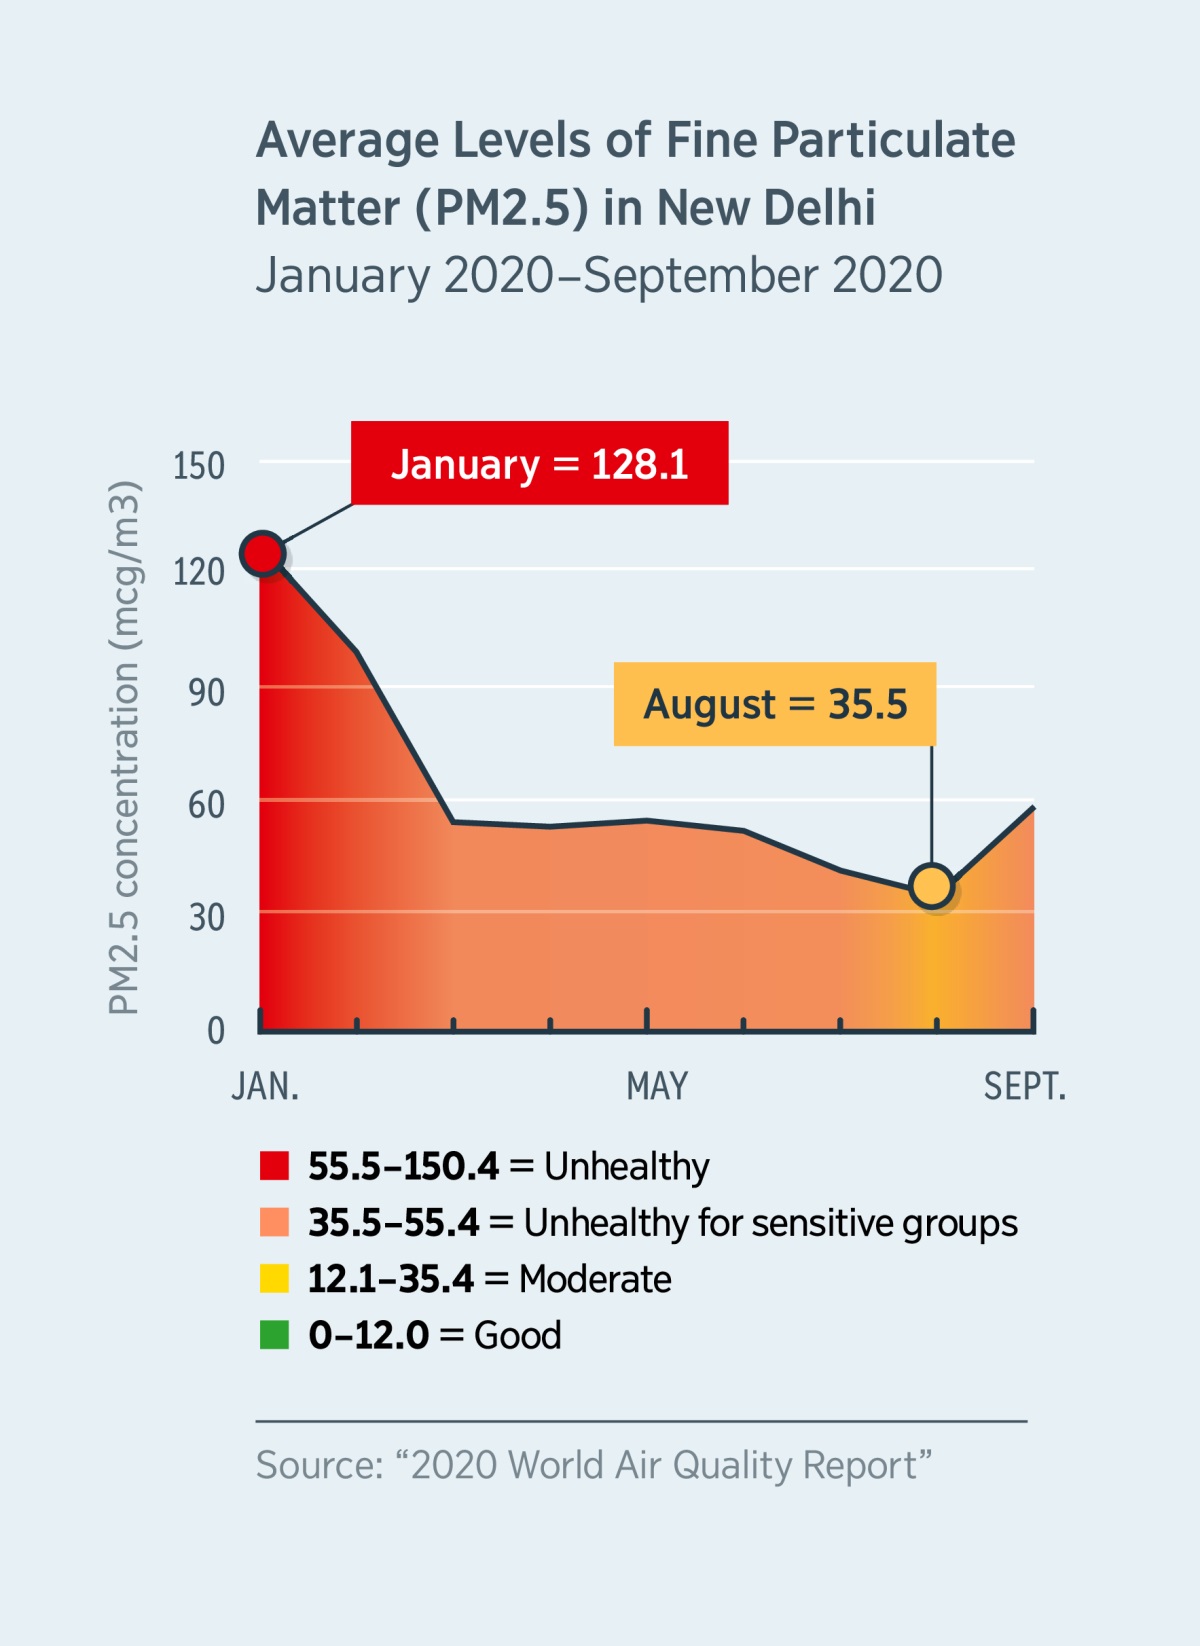 Average Levels of Fine Particulate
Matter (PM2.5) in New Delhi
January 2020–September 2020
PM2.5 concentration (mcg/m3)
150
120
90
60
30
0
January = 128.1
August = 35.5
JAN.
MAY
SEPT.
55.5–150.4 = Unhealthy
35.5–55.4 = Unhealthy for sensitive groups
12.1–35.4 = Moderate
0–12.0 = Good
Source: “2020 World Air Quality Report”